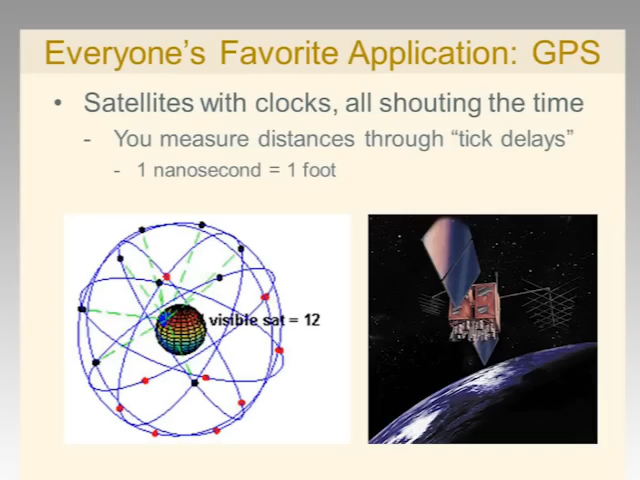 Everyone’s Favorite Application: GPS
• Satellites with clocks, all shouting the time
- You measure distances through “tick delays”
- 1 nanosecond = 1 foot
visible sat = 12